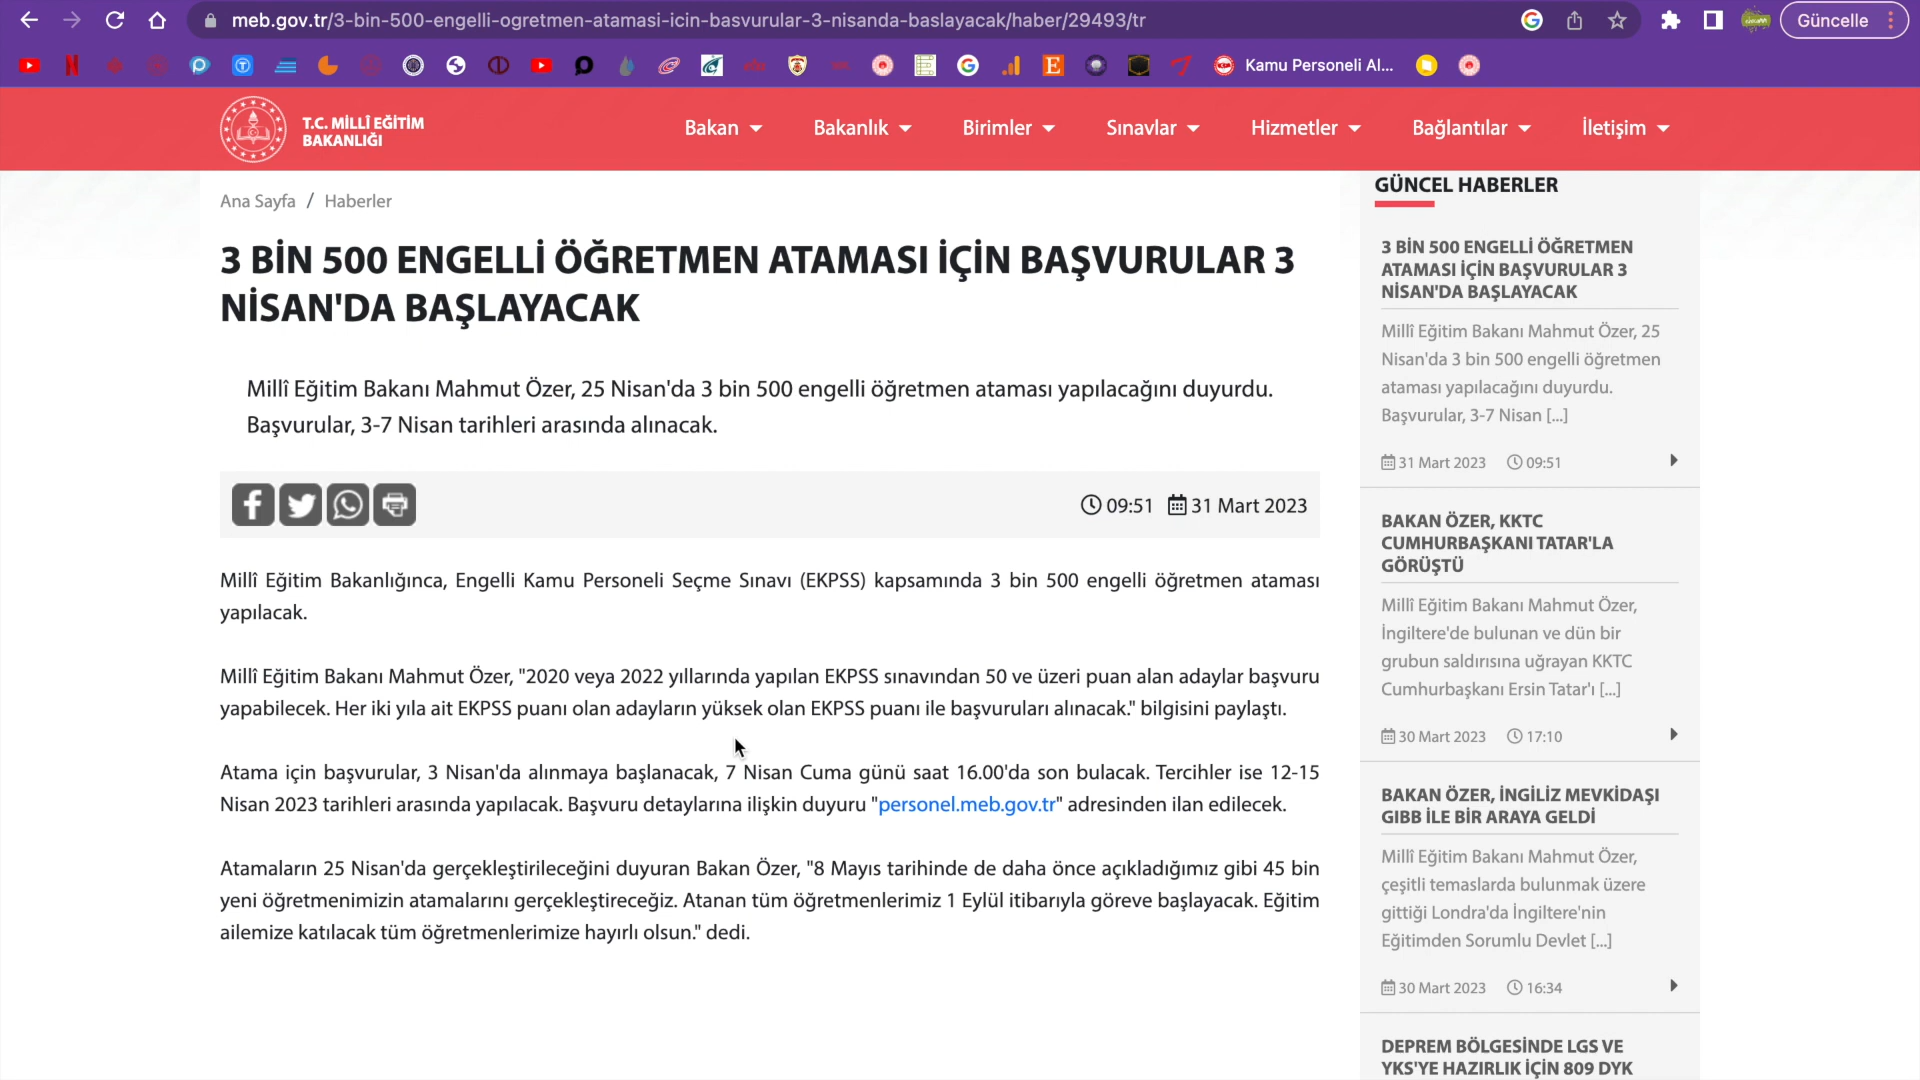 meb.gov.tr/3-bin-500-engelli-ogretmen-atamasi-icin-basvurular-3-nisanda-baslayacak/haber/29493/tr
Güncelle
Kamu Personeli Al...
T.C. MİLLÎ EĞİTİM
BAKANLIĞI
Bakan
Bakanlık
Birimler
Sınavlar
Hizmetler
Bağlantılar
İletişim
Ana Sayfa / Haberler
3 BİN 500 ENGELLİ ÖĞRETMEN ATAMASI İÇİN BAŞVURULAR 3
NİSAN'DA BAŞLAYACAK
Millî Eğitim Bakanı Mahmut Özer, 25 Nisan'da 3 bin 500 engelli öğretmen ataması yapılacağını duyurdu.
Başvurular, 3-7 Nisan tarihleri arasında alınacak.
09:51 31 Mart 2023
Millî Eğitim Bakanlığınca, Engelli Kamu Personeli Seçme Sınavı (EKPSS) kapsamında 3 bin 500 engelli öğretmen ataması
yapılacak.
Millî Eğitim Bakanı Mahmut Özer, "2020 veya 2022 yıllarında yapılan EKPSS sınavından 50 ve üzeri puan alan adaylar başvuru
yapabilecek. Her iki yıla ait EKPSS puanı olan adayların yüksek olan EKPSS puanı ile başvuruları alınacak." bilgisini paylaştı.
Atama için başvurular, 3 Nisan'da alınmaya başlanacak, 7 Nisan Cuma günü saat 16.00'da son bulacak. Tercihler ise 12-15
Nisan 2023 tarihleri arasında yapılacak. Başvuru detaylarına ilişkin duyuru "personel.meb.gov.tr" adresinden ilan edilecek.
Atamaların 25 Nisan'da gerçekleştirileceğini duyuran Bakan Özer, "8 Mayıs tarihinde de daha önce açıkladığımız gibi 45 bin
yeni öğretmenimizin atamalarını gerçekleştireceğiz. Atanan tüm öğretmenlerimiz 1 Eylül itibarıyla göreve başlayacak. Eğitim
ailemize katılacak tüm öğretmenlerimize hayırlı olsun." dedi.
GÜNCEL HABERLER
3 BİN 500 ENGELLİ ÖĞRETMEN
ATAMASI İÇİN BAŞVURULAR 3
NİSAN'DA BAŞLAYACAK
Millî Eğitim Bakanı Mahmut Özer, 25
Nisan'da 3 bin 500 engelli öğretmen
ataması yapılacağını duyurdu.
Başvurular, 3-7 Nisan [...]
31 Mart 2023 09:51
BAKAN ÖZER, KKTC
CUMHURBAŞKANI TATAR'LA
GÖRÜŞTÜ
Millî Eğitim Bakanı Mahmut Özer,
İngiltere'de bulunan ve dün bir
grubun saldırısına uğrayan KKTC
Cumhurbaşkanı Ersin Tatar'ı [...]
30 Mart 2023 17:10
BAKAN ÖZER, İNGİLİZ MEVKİDAŞI
GIBB İLE BİR ARAYA GELDİ
Millî Eğitim Bakanı Mahmut Özer,
çeşitli temaslarda bulunmak üzere
gittiği Londra'da İngiltere'nin
Eğitimden Sorumlu Devlet [...]
30 Mart 2023 16:34
DEPREM BÖLGESİNDE LGS VE
YKS'YE HAZIRLIK İÇİN 809 DYK